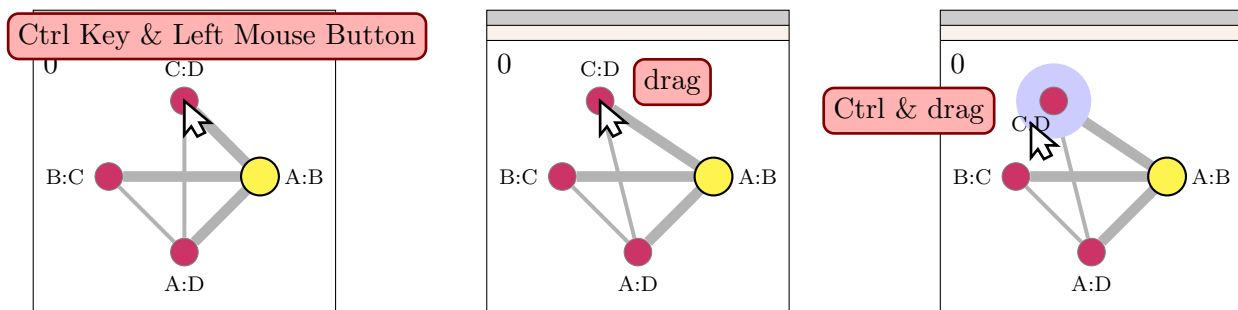 Ctrl Key & Left Mouse Button
0
C:D
B:C
A:B
A:D
0
C:D
drag
B:C
A:B
A:D
0
Ctrl & drag
C:D
B:C
A:B
A:D